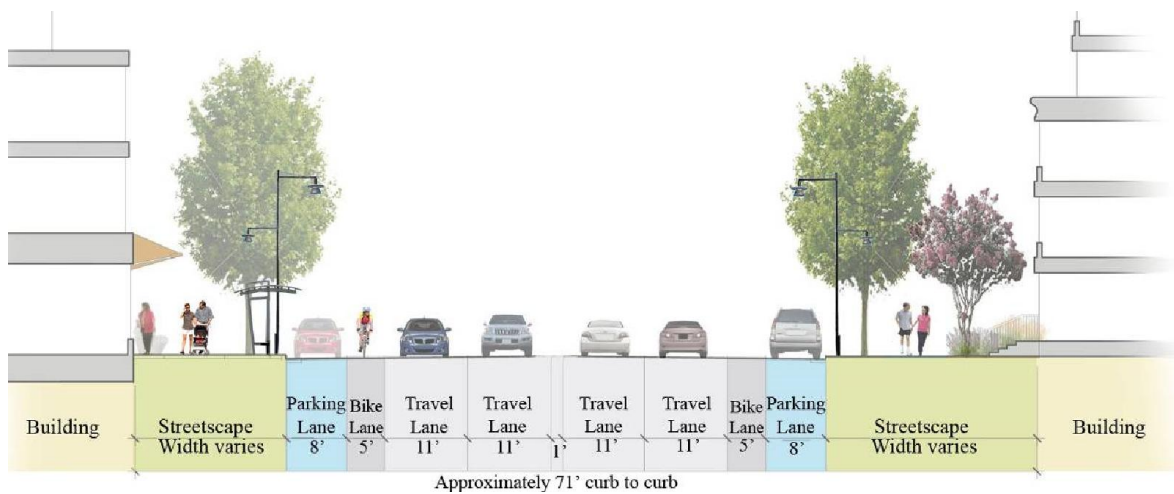 Building
Streetscape
Width varies
Parking
Lane
8'
Bike
Lane
5'
Travel
Lane
11'
Travel
Lane
11'
1'
Travel
Lane
11'
Travel
Lane
11'
Bike
Lane
5'
Parking
Lane
8'
Streetscape
Width varies
Building
Approximately 71' curb to curb